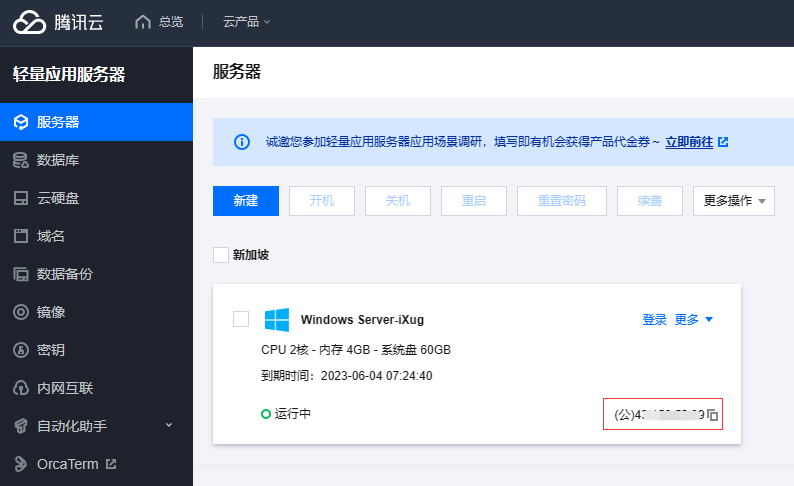 腾讯云 总览 云产品
轻量应用服务器
服务器
数据库
云硬盘
域名
数据备份
镜像
密钥
内网互联
自动化助手
OrcaTerm
服务器
诚邀您参加轻量应用服务器应用场景调研，填写即有机会获得产品代金券～ 立即前往
新建 开机 关机 重启 重置密码 续费 更多操作
新加坡
Windows Server-iXug 登录 更多
CPU 2核 - 内存 4GB - 系统盘 60GB
到期时间：2023-06-04 07:24:40
运行中 (公)